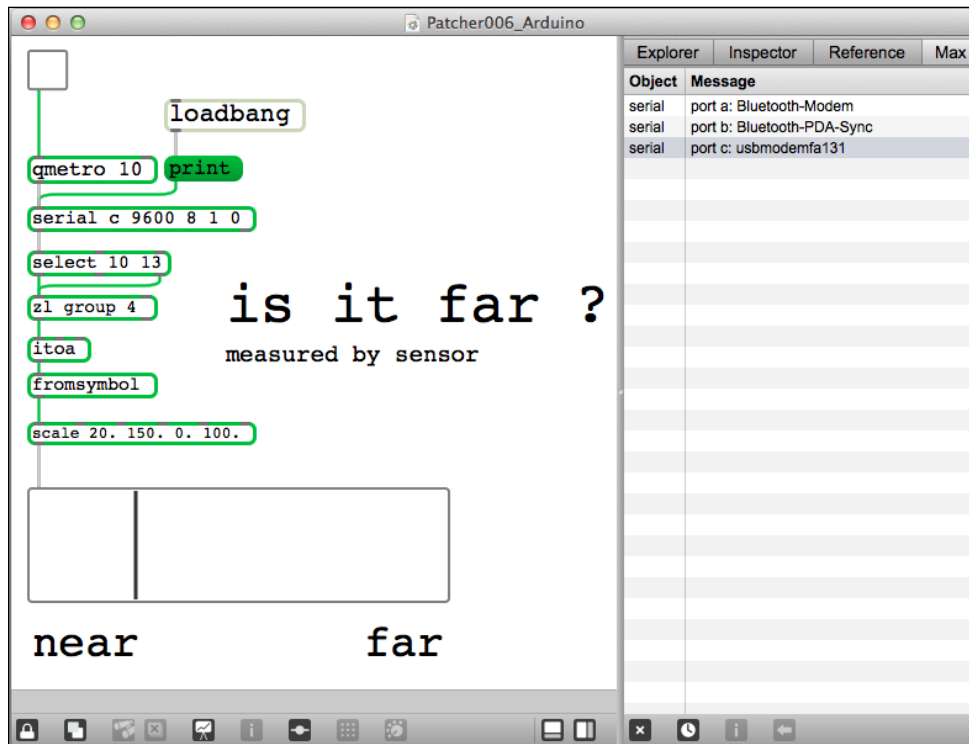 Patcher006_Arduino
loadbang
qmetro 10
print
serial c 9600 8 1 0
select 10 13
zl group 4
itoa
fromsymbol
scale 20. 150. 0. 100.
is it far ?
measured by sensor
near
far
Explorer Inspector Reference Max
Object Message
serial port a: Bluetooth-Modem
serial port b: Bluetooth-PDA-Sync
serial port c: usbmodemfa131